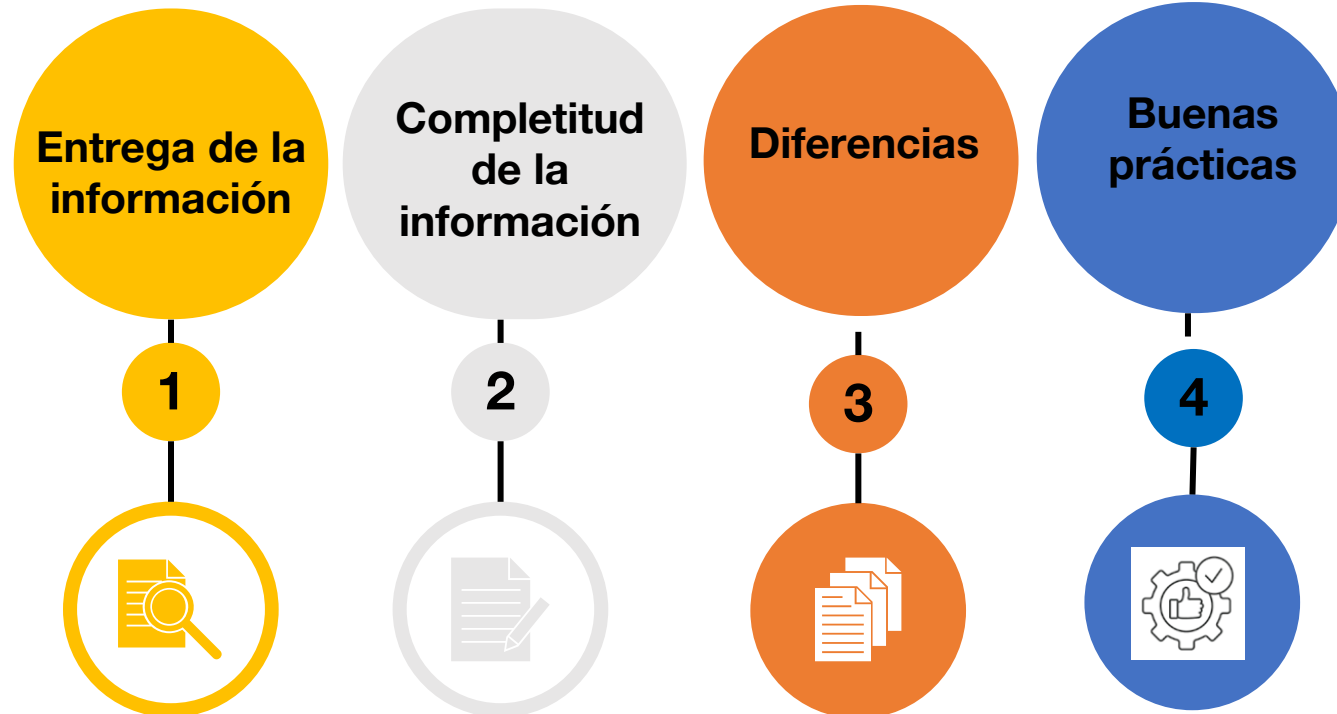 Entrega de la
información
Completitud
de la
información
Diferencias
Buenas
prácticas
1
2
3
4